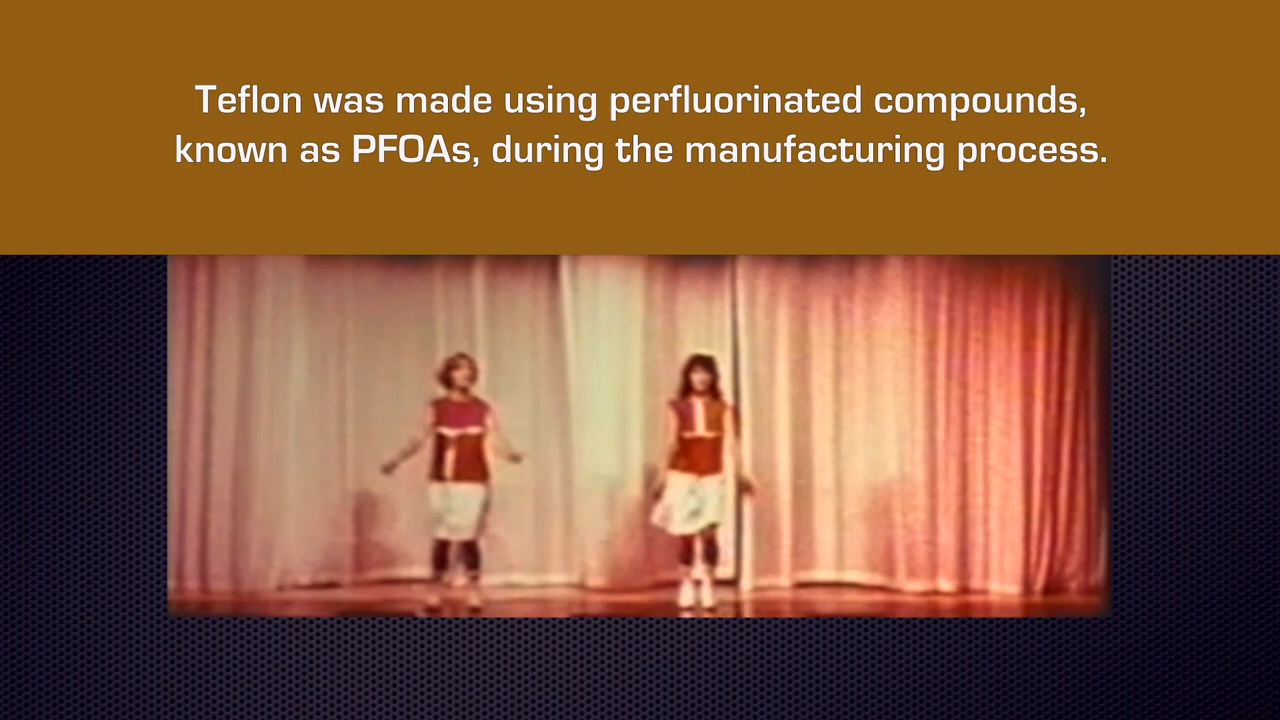 Teflon was made using perfluorinated compounds,
known as PFOAs, during the manufacturing process.